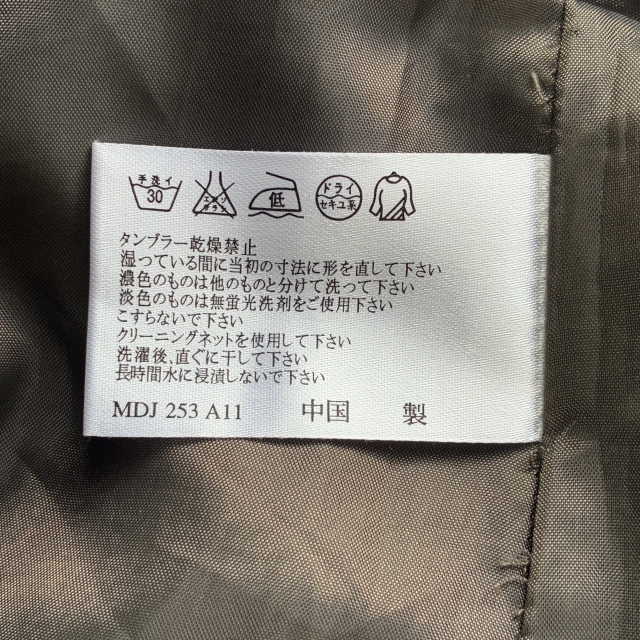 手洗イ 30 エンソサラシ 低 ドライ セキユ系
タンブラー乾燥禁止
湿っている間に当初の寸法に形を直して下さい
濃色のものは他のものと分けて洗って下さい
淡色のものは無蛍光洗剤をご使用下さい
こすらないで下さい
クリーニングネットを使用して下さい
洗濯後、直ぐに干して下さい
長時間水に浸漬しないで下さい
MDJ 253 A11 中国 製